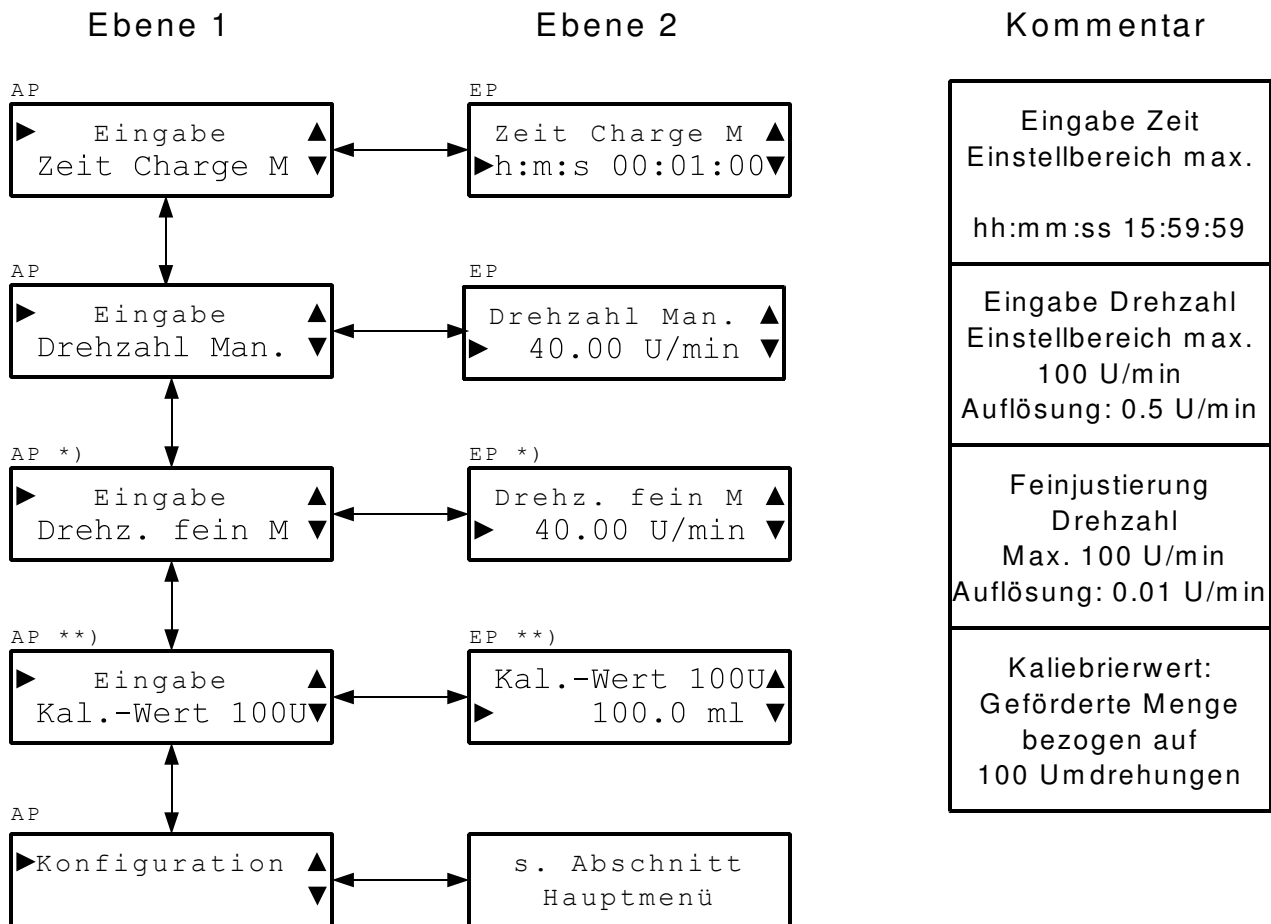 Ebene 1 Ebene 2 Kommentar
AP EP
► Eingabe ▲
Zeit Charge M ▼
Zeit Charge M ▲
►h:m:s 00:01:00▼
Eingabe Zeit
Einstellbereich max.
hh:mm:ss 15:59:59
AP EP
► Eingabe ▲
Drehzahl Man. ▼
Drehzahl Man. ▲
► 40.00 U/min ▼
Eingabe Drehzahl
Einstellbereich max.
100 U/min
Auflösung: 0.5 U/min
AP *) EP *)
► Eingabe ▲
Drehz. fein M ▼
Drehz. fein M ▲
► 40.00 U/min ▼
Feinjustierung
Drehzahl
Max. 100 U/min
Auflösung: 0.01 U/min
AP **) EP **)
► Eingabe ▲
Kal.-Wert 100U▼
Kal.-Wert 100U▲
► 100.0 ml ▼
Kaliebrierwert:
Geförderte Menge
bezogen auf
100 Umdrehungen
AP
►Konfiguration ▲
▼
s. Abschnitt
Hauptmenü